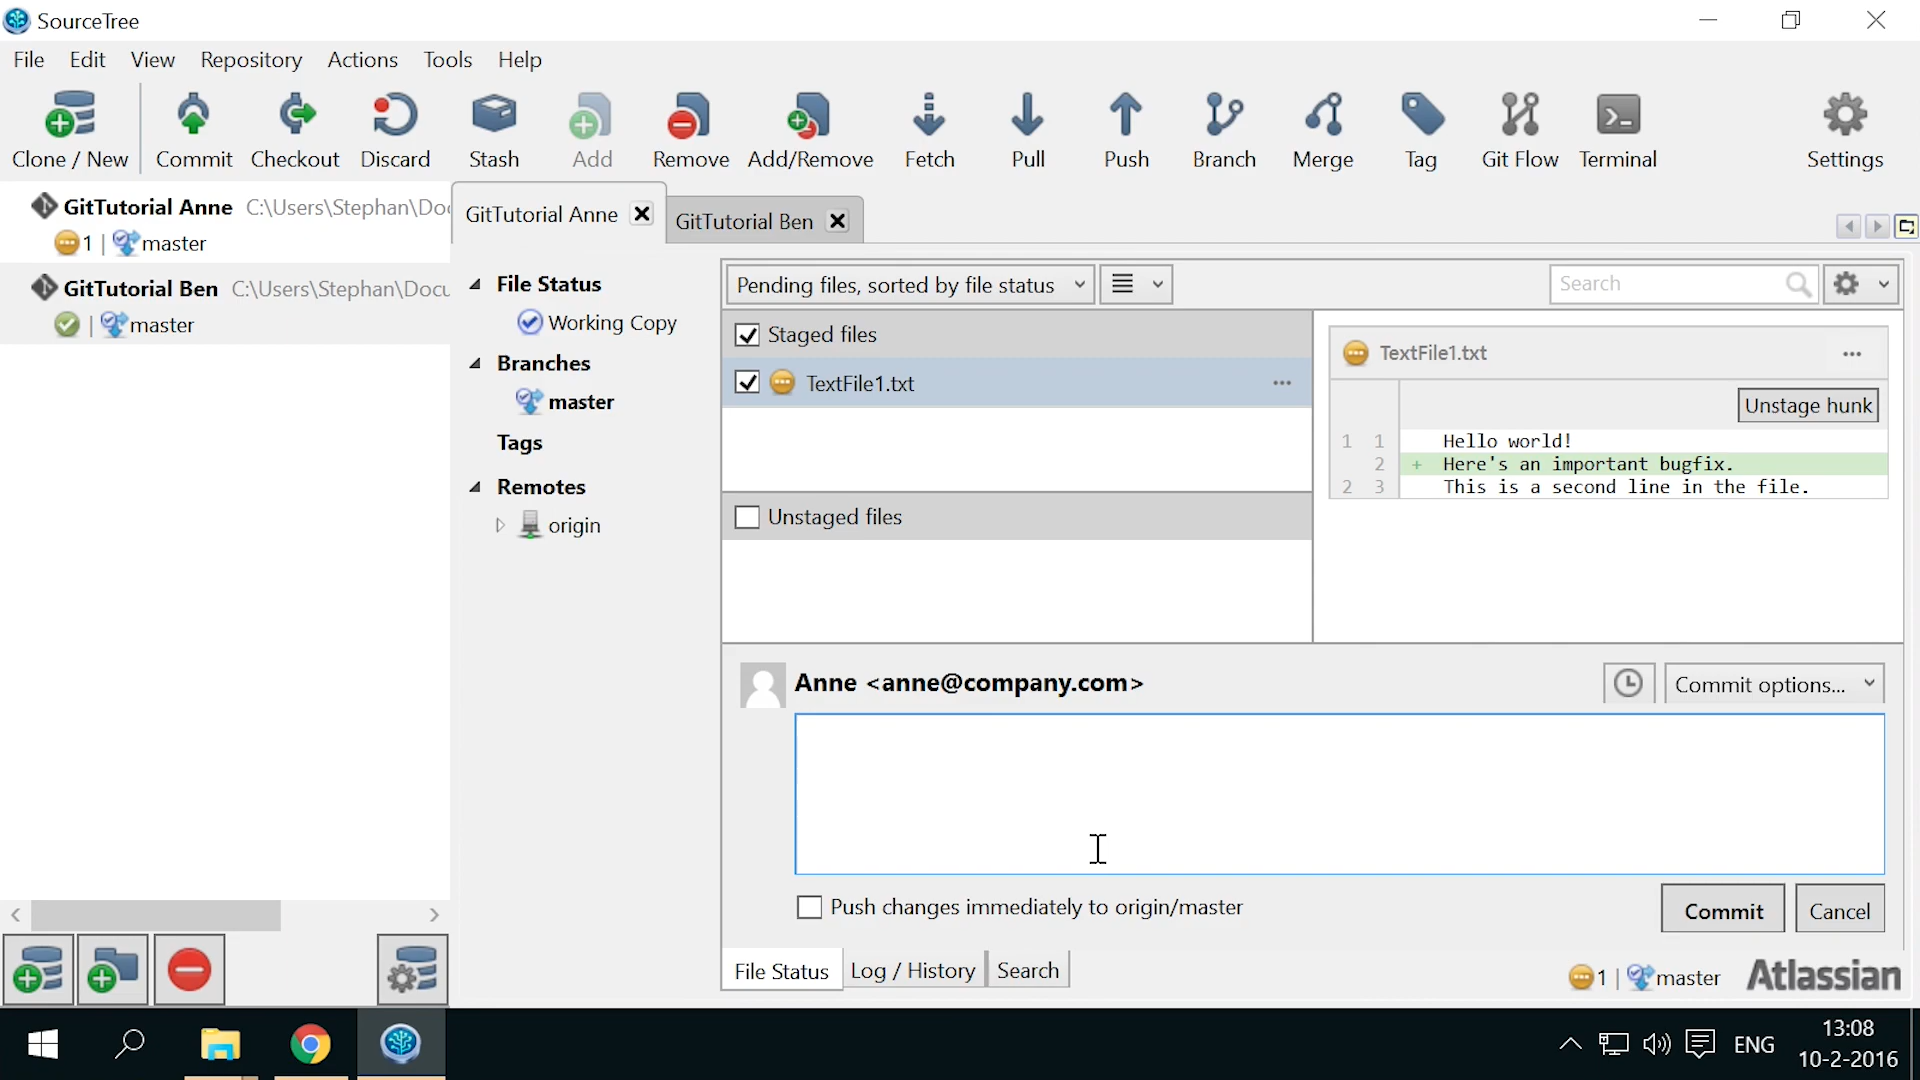 SourceTree
File Edit View Repository Actions Tools Help
Clone / New Commit Checkout Discard Stash Add Remove Add/Remove Fetch Pull Push Branch Merge Tag Git Flow Terminal Settings
GitTutorial Anne C:\Users\Stephan\Do
1 master
GitTutorial Ben C:\Users\Stephan\Docu
master
GitTutorial Anne GitTutorial Ben
File Status
Working Copy
Branches
master
Tags
Remotes
origin
Pending files, sorted by file status
Search
Staged files
TextFile1.txt
Unstaged files
TextFile1.txt
Unstage hunk
1 1 Hello world!
2 + Here's an important bugfix.
2 3 This is a second line in the file.
Anne <anne@company.com>
Commit options...
Push changes immediately to origin/master
Commit Cancel
File Status Log / History Search
1 master Atlassian
ENG
13:08
10-2-2016